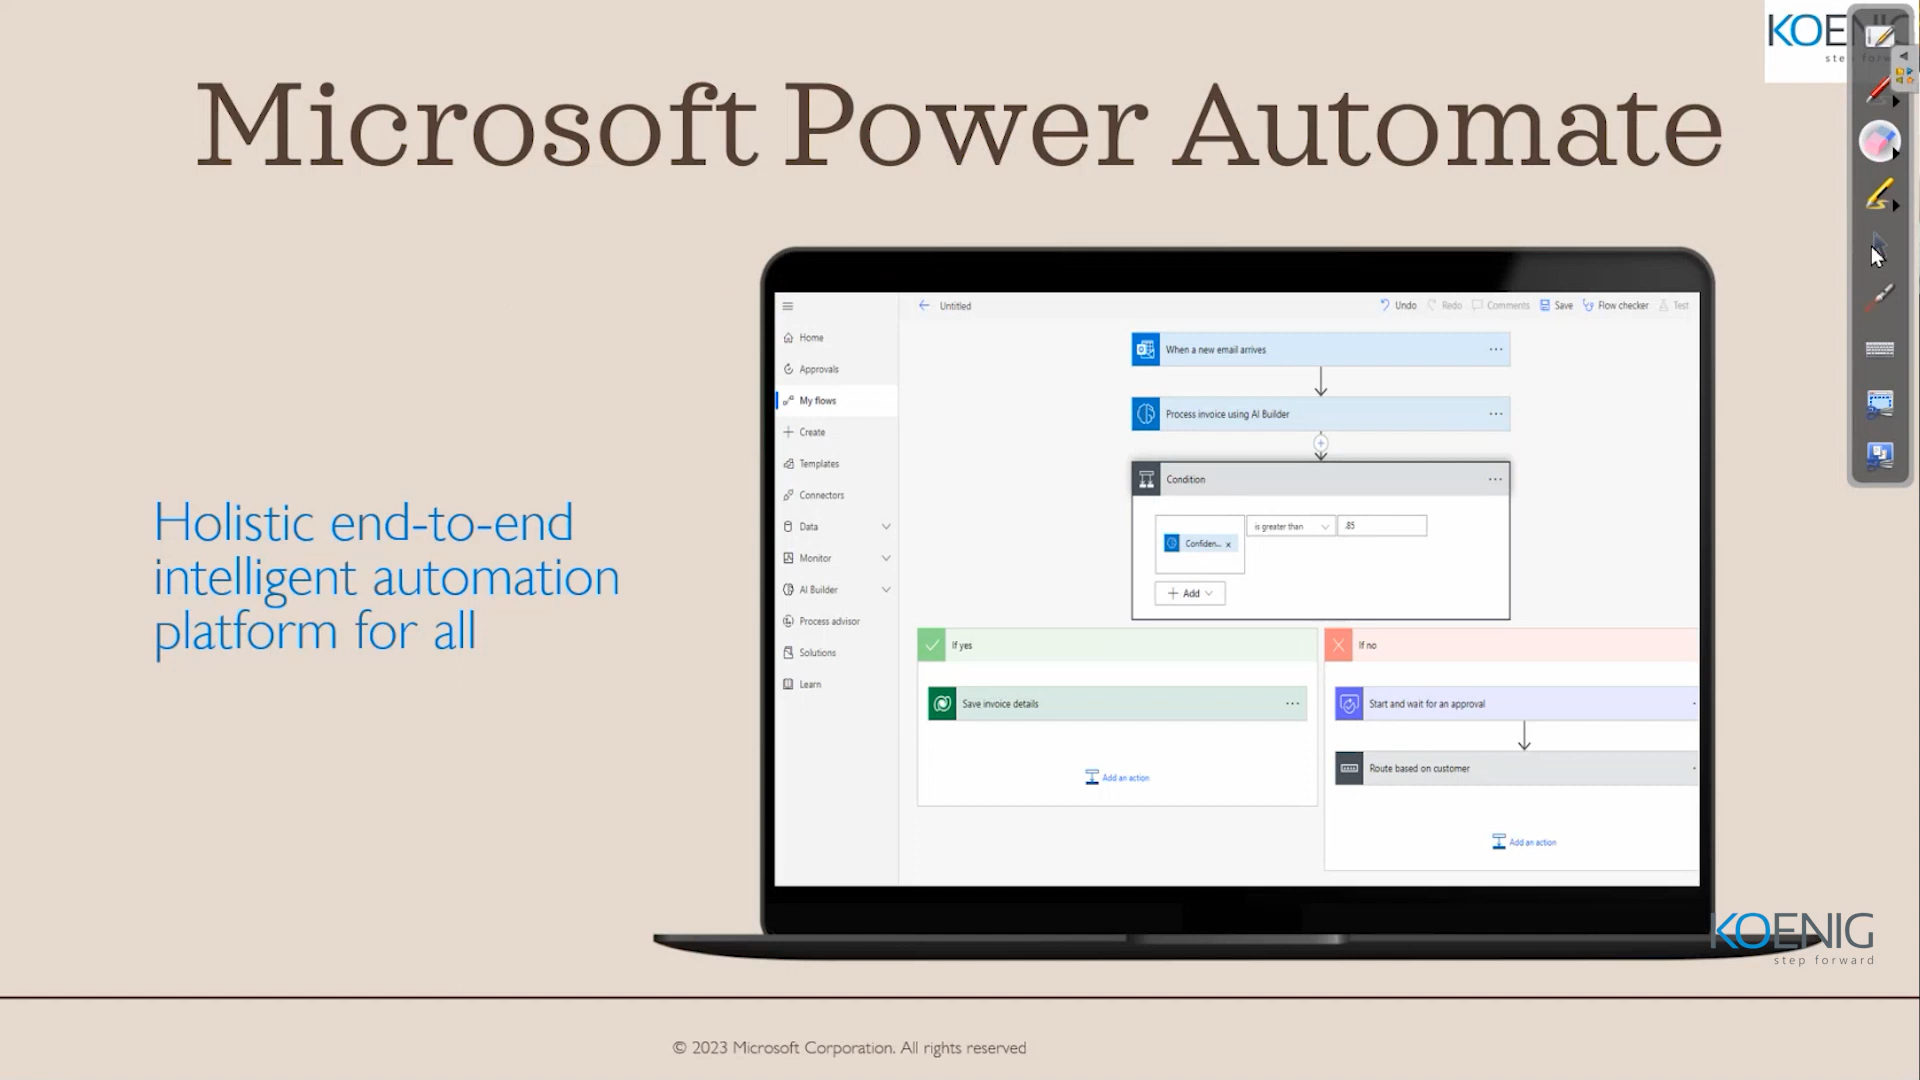 KOENIG
step forward
Microsoft Power Automate
Untitled
Undo
Redo
Comments
Save
Flow checker
Test
Home
Approvals
My flows
Create
Templates
Connectors
Data
Monitor
AI Builder
Process advisor
Solutions
Learn
When a new email arrives
Process invoice using AI Builder
Condition
Confiden... x
is greater than
.85
Add
If yes
Save invoice details
Add an action
If no
Start and wait for an approval
Route based on customer
Add an action
Holistic end-to-end
intelligent automation
platform for all
KOENIG
step forward
© 2023 Microsoft Corporation. All rights reserved